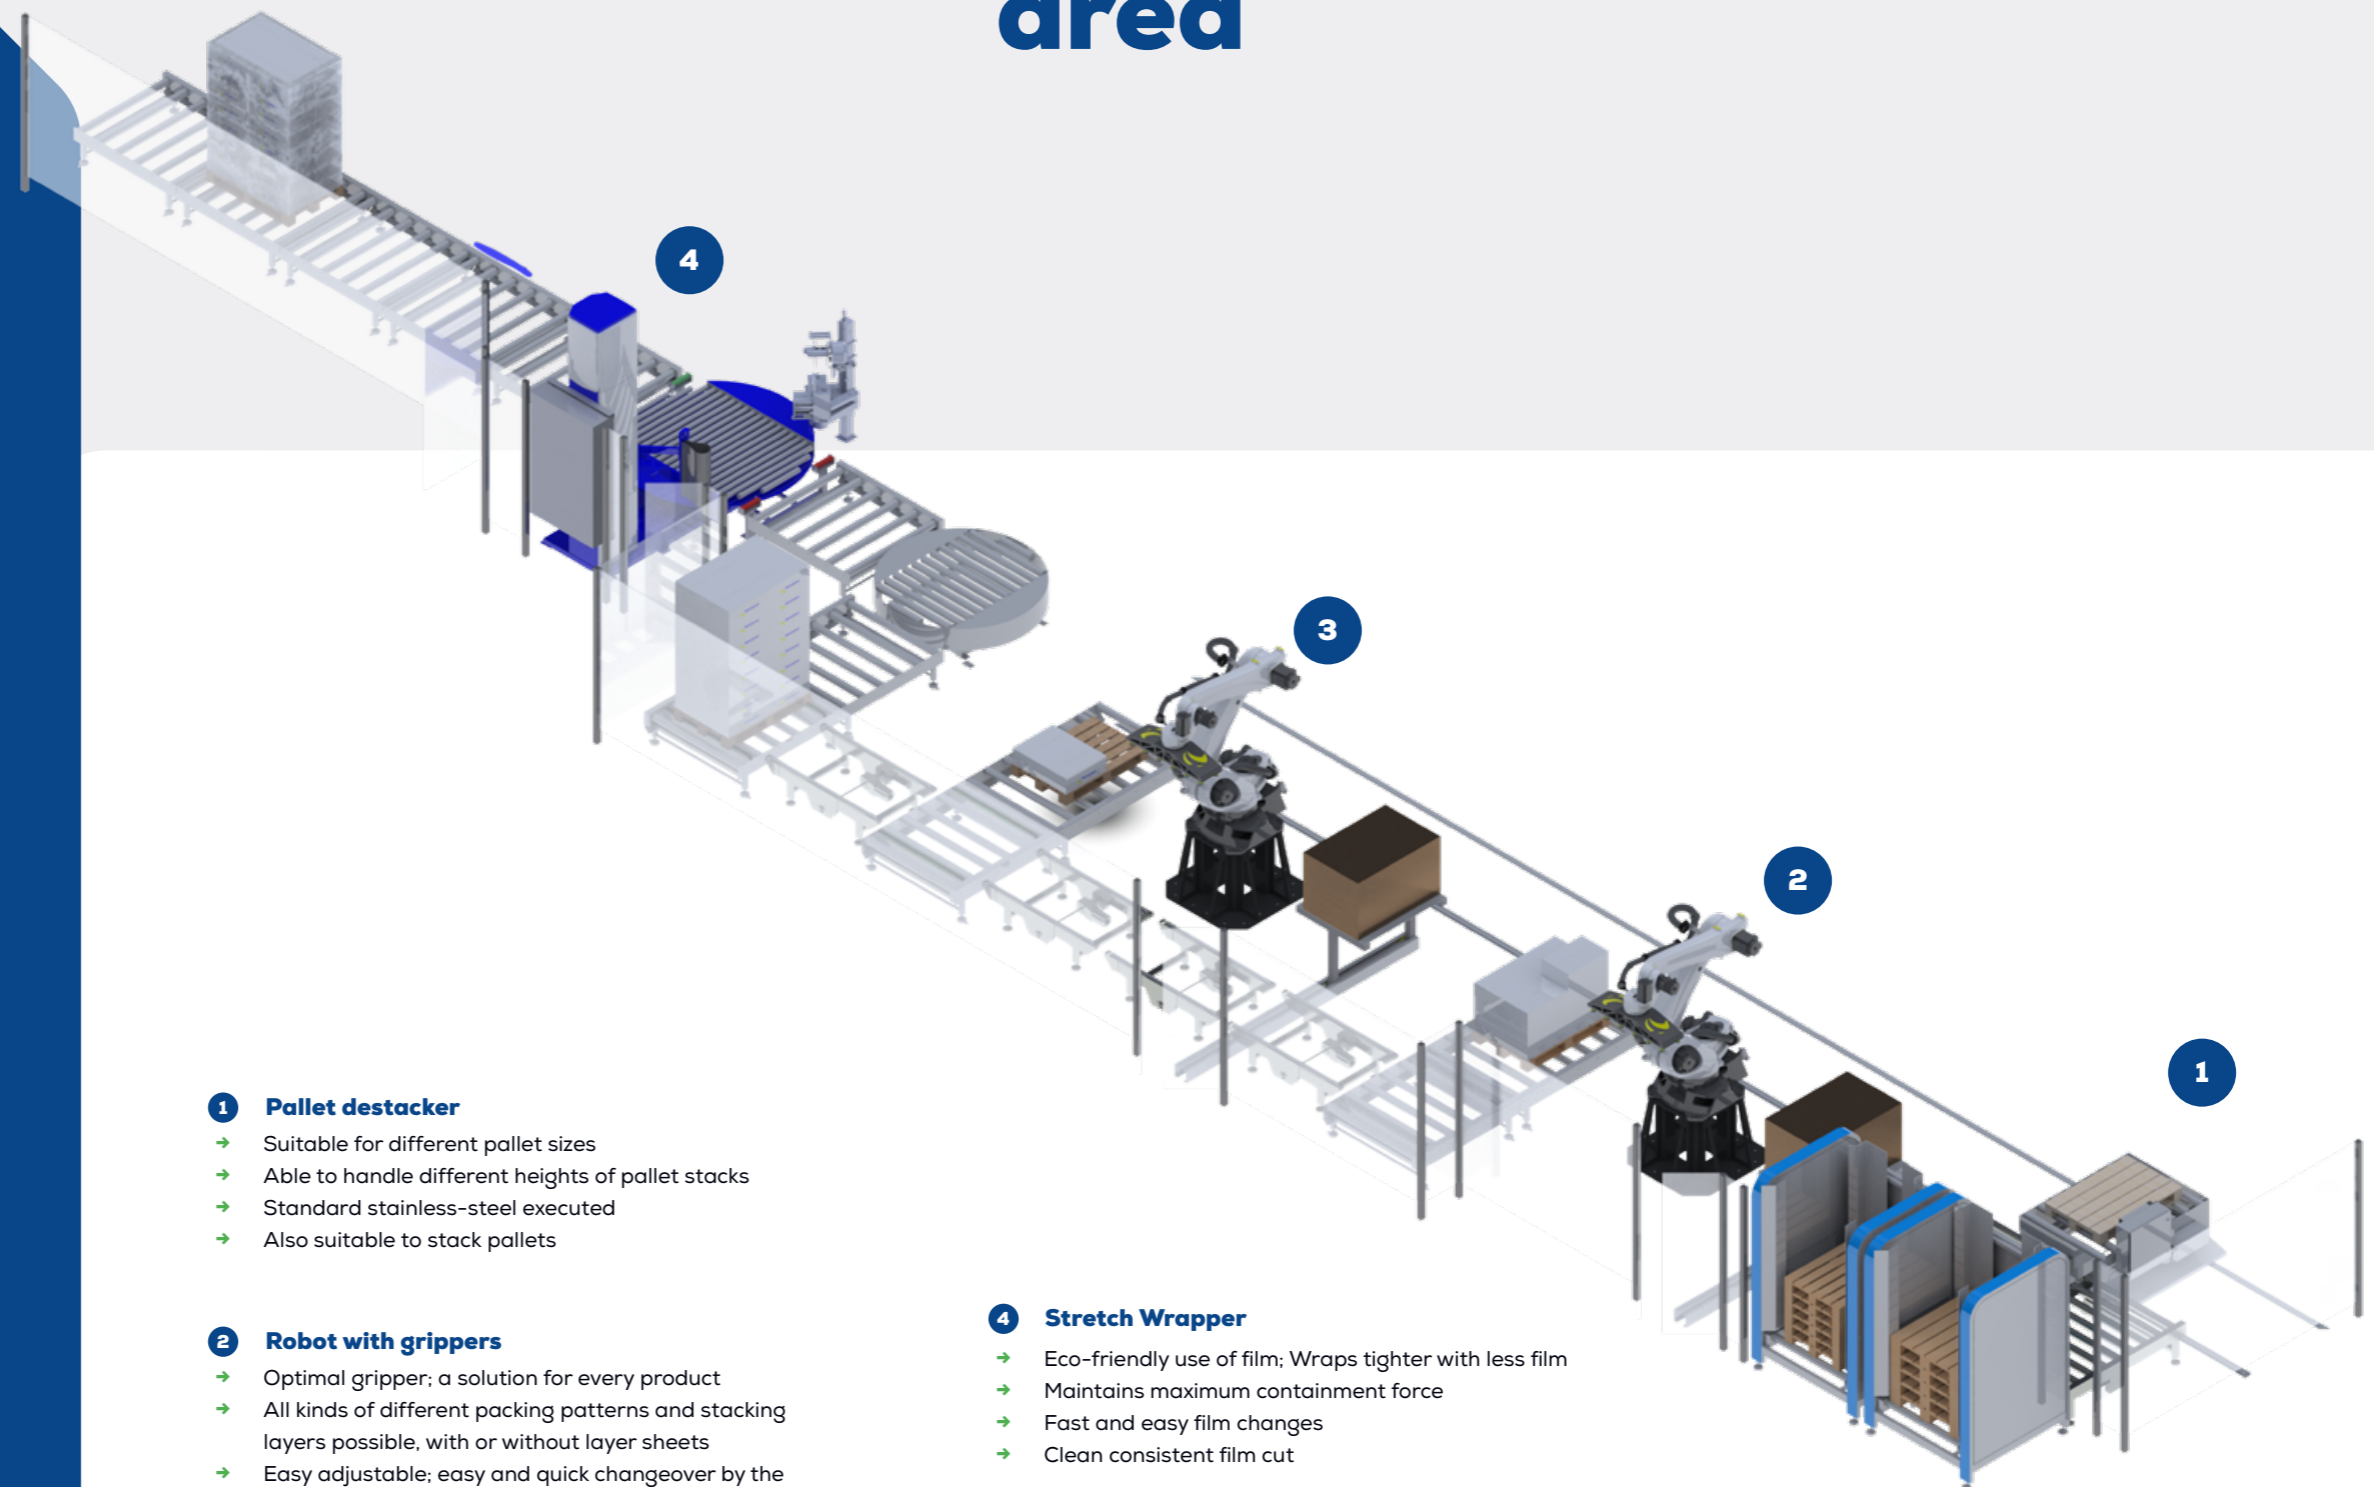 area
4
3
2
1
1 Pallet destacker
→ Suitable for different pallet sizes
→ Able to handle different heights of pallet stacks
→ Standard stainless-steel executed
→ Also suitable to stack pallets
2 Robot with grippers
→ Optimal gripper; a solution for every product
→ All kinds of different packing patterns and stacking
layers possible, with or without layer sheets
→ Easy adjustable; easy and quick changeover by the
4 Stretch Wrapper
→ Eco-friendly use of film; Wraps tighter with less film
→ Maintains maximum containment force
→ Fast and easy film changes
→ Clean consistent film cut